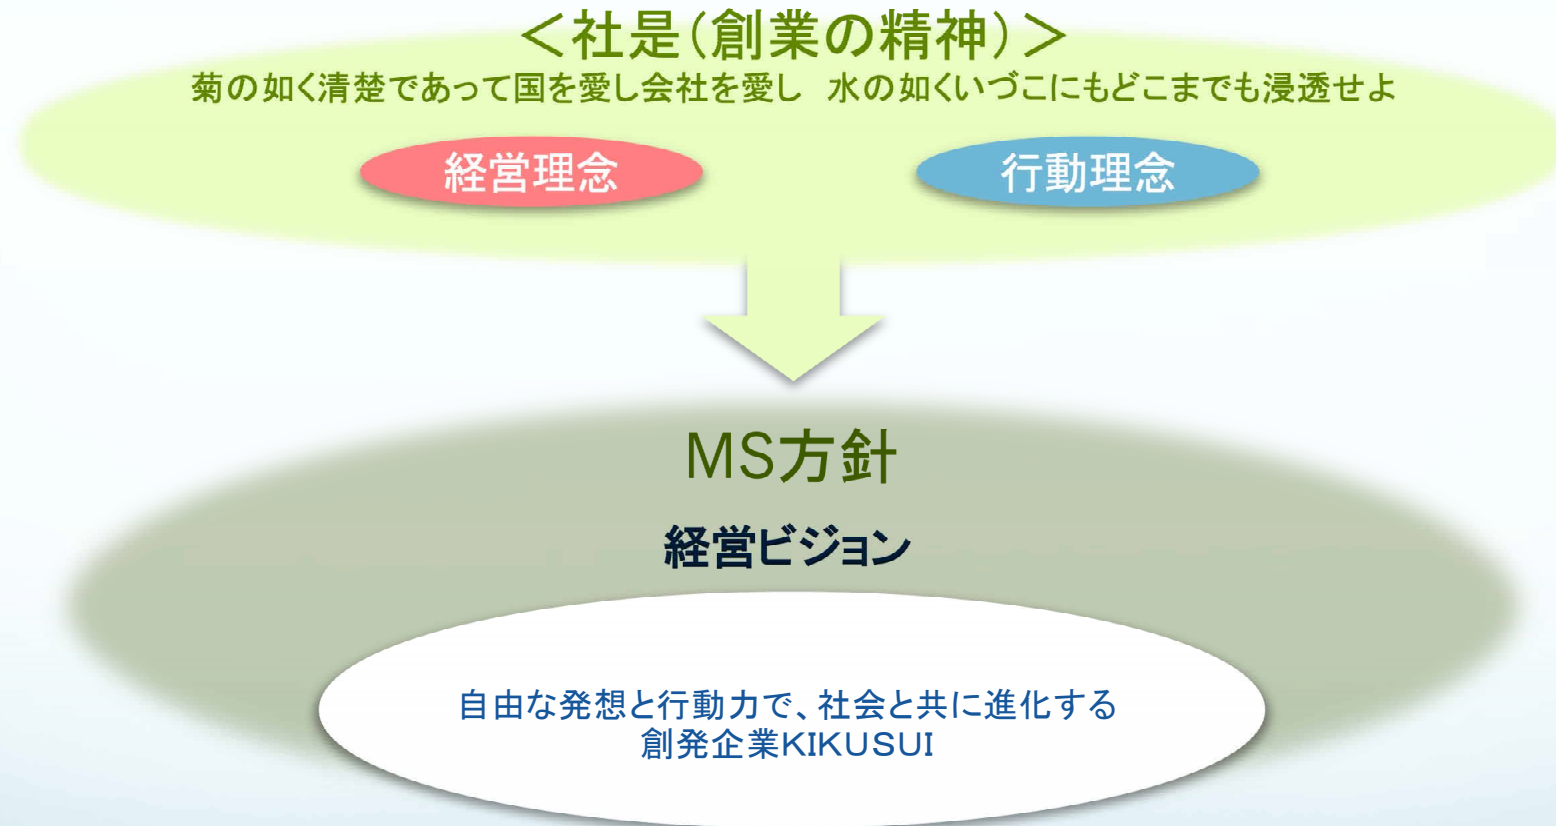 ＜社是（創業の精神）＞
菊の如く清楚であって国を愛し会社を愛し　水の如くいづこにもどこまでも浸透せよ
経営理念
行動理念
MS方針
経営ビジョン
自由な発想と行動力で、社会と共に進化する
創発企業KIKUSUI